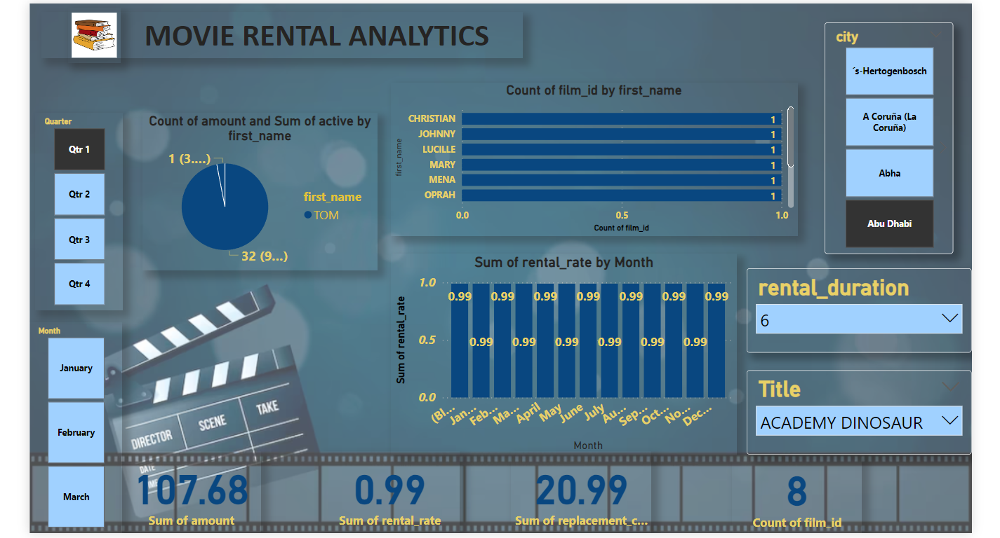 MOVIE RENTAL ANALYTICS
city
´s-Hertogenbosch
A Coruña (La
Coruña)
Abha
Abu Dhabi
Quarter
Qtr 1
Qtr 2
Qtr 3
Qtr 4
Month
January
February
March
Count of amount and Sum of active by
first_name
1 (3....)
32 (9...)
first_name
TOM
Count of film_id by first_name
first_name
CHRISTIAN 1
JOHNNY 1
LUCILLE 1
MARY 1
MENA 1
OPRAH 1
0.0 0.5 1.0
Count of film_id
Sum of rental_rate by Month
Sum of rental_rate
1.0
0.5
0.0
0.99 0.99 0.99 0.99 0.99 0.99 0.99
0.99 0.99 0.99 0.99 0.99 0.99
(Bl... Jan... Feb... Ma... April May June July Au... Sep... Oct... No... Dec...
Month
rental_duration
6
Title
ACADEMY DINOSAUR
DIRECTOR SCENE TAKE
DATE
107.68
Sum of amount
0.99
Sum of rental_rate
20.99
Sum of replacement_c...
8
Count of film_id